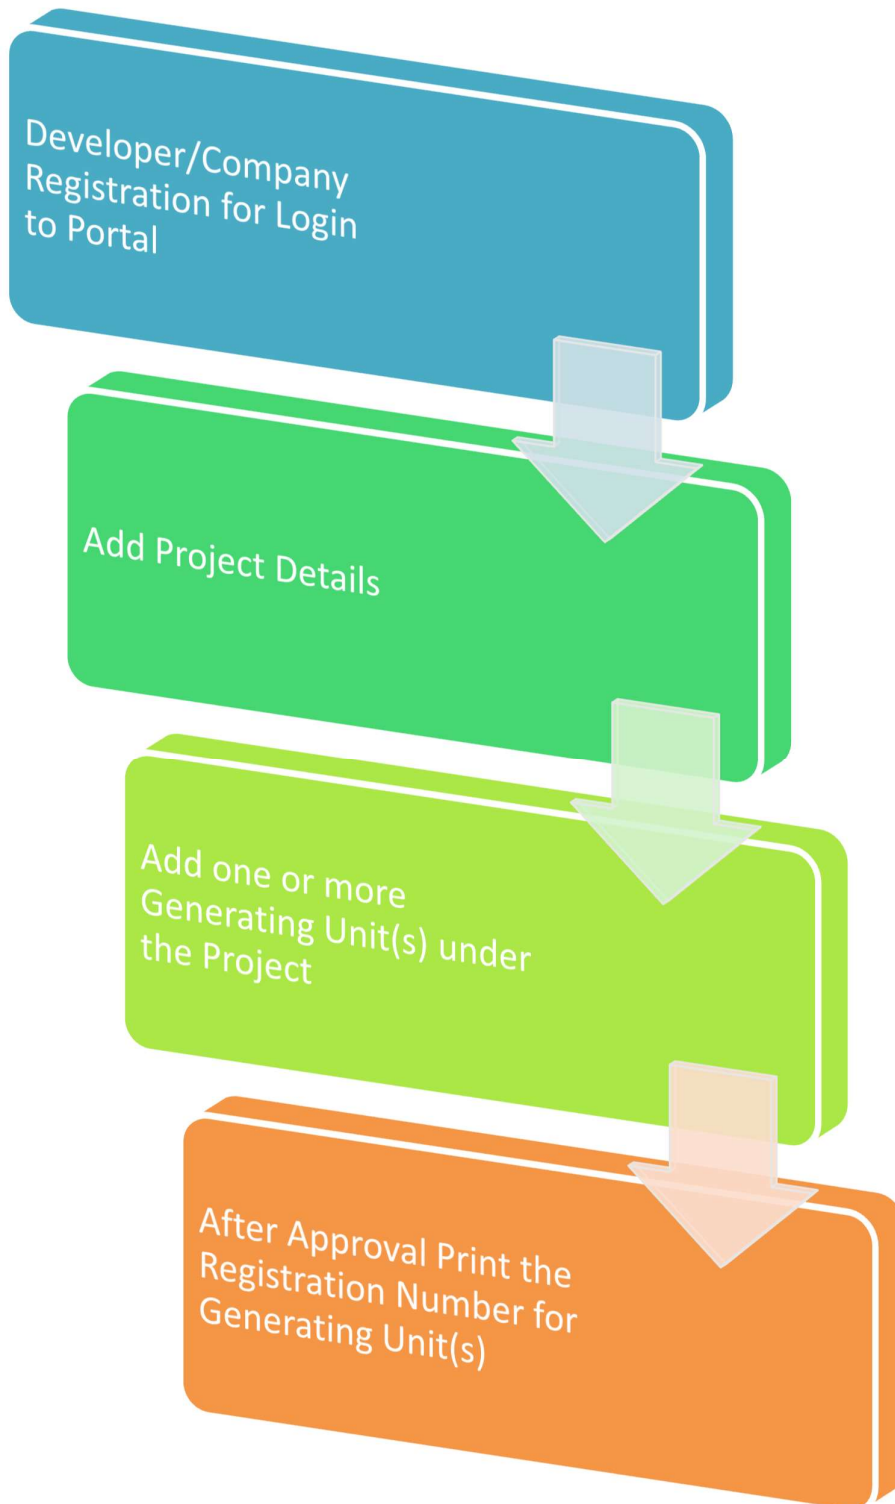 Developer/Company
Registration for Login
to Portal
Add Project Details
Add one or more
Generating Unit(s) under
the Project
After Approval Print the
Registration Number for
Generating Unit(s)